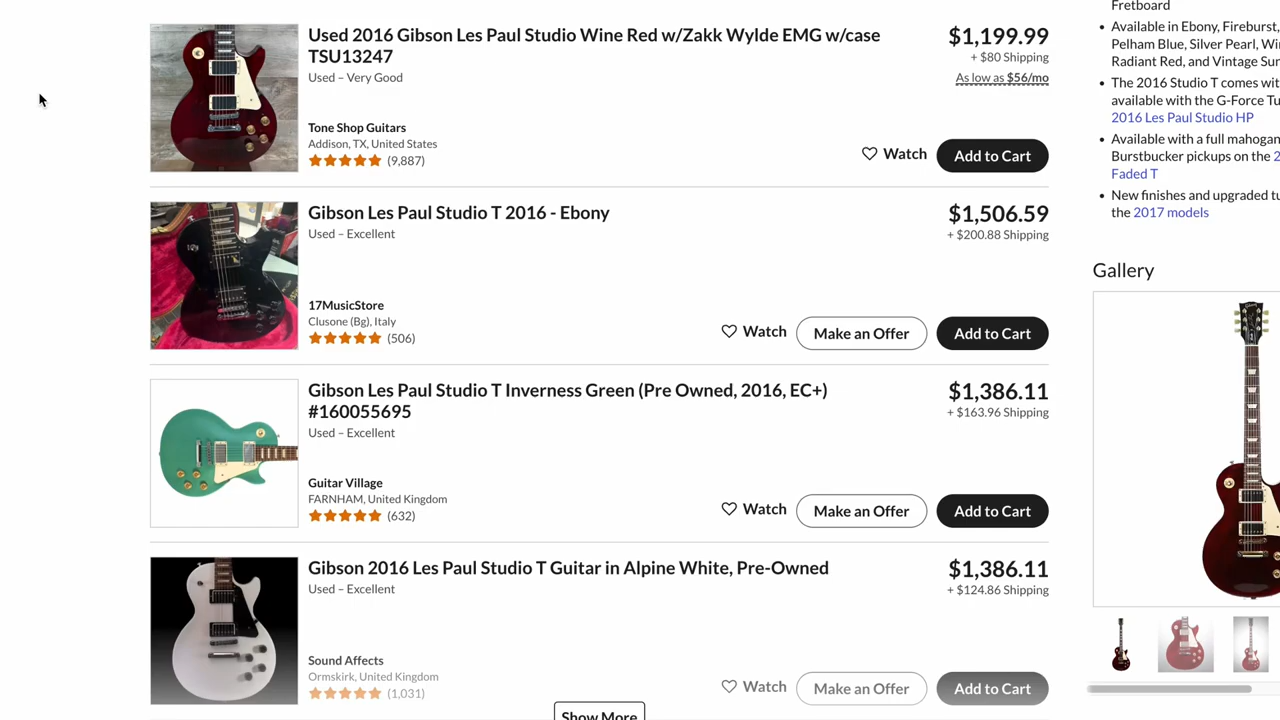 Used 2016 Gibson Les Paul Studio Wine Red w/Zakk Wylde EMG w/case
TSU13247
Used – Very Good
$1,199.99
+ $80 Shipping
As low as $56/mo
Tone Shop Guitars
Addison, TX, United States
(9,887)
Watch
Add to Cart
Gibson Les Paul Studio T 2016 - Ebony
Used – Excellent
$1,506.59
+ $200.88 Shipping
17MusicStore
Clusone (Bg), Italy
(506)
Watch
Make an Offer
Add to Cart
Gibson Les Paul Studio T Inverness Green (Pre Owned, 2016, EC+)
#160055695
Used – Excellent
$1,386.11
+ $163.96 Shipping
Guitar Village
FARNHAM, United Kingdom
(632)
Watch
Make an Offer
Add to Cart
Gibson 2016 Les Paul Studio T Guitar in Alpine White, Pre-Owned
Used – Excellent
$1,386.11
+ $124.86 Shipping
Sound Affects
Ormskirk, United Kingdom
(1,031)
Watch
Make an Offer
Add to Cart
Show More
Fretboard
• Available in Ebony, Fireburst,
Pelham Blue, Silver Pearl, Win
Radiant Red, and Vintage Sun
• The 2016 Studio T comes wit
available with the G-Force Tu
2016 Les Paul Studio HP
• Available with a full mahogan
Burstbucker pickups on the 2
Faded T
• New finishes and upgraded tu
the 2017 models
Gallery